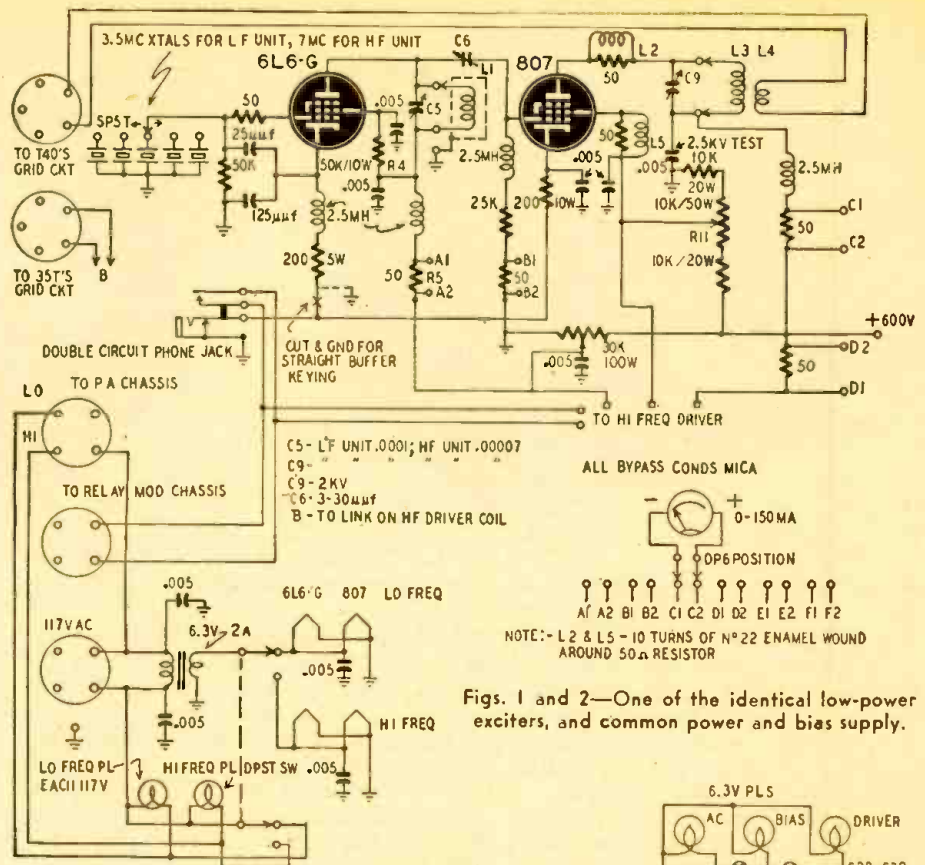 3.5MC XTALS FOR L F UNIT, 7MC FOR HF UNIT
6L6-G
C6
807
L2
L3 L4
50
C9
L1
C5
SPST
50
.005
25µµf
50K
50K/10W
R4
.005
125µµf
2.5MH
2.5MH
50
L5
.005
2.5KV TEST
.005
10K
20W
10K/50W
R11
10K/20W
2.5MH
C1
50
C2
TO T40'S
GRID CKT
TO 35T'S
GRID CKT
B
25K
200
10W
200
5W
A1
50
R5
A2
B1
50
B2
+600V
D2
50
D1
30K
100W
.005
CUT & GND FOR
STRAIGHT BUFFER
KEYING
DOUBLE CIRCUIT PHONE JACK
TO HI FREQ DRIVER
TO P A CHASSIS
LO
HI
C5- LF UNIT .0001; HF UNIT .00007
C9- " " " " " "
C9-2KV
C6-3-30µµf
B -TO LINK ON HF DRIVER COIL
ALL BYPASS CONDS MICA
- +
0-150MA
DP6POSITION
A1 A2 B1 B2 C1 C2 D1 D2 E1 E2 F1 F2
NOTE:- L2 & L5 - 10 TURNS OF Nº22 ENAMEL WOUND
AROUND 50Ω RESISTOR
TO RELAY MOD CHASSIS
.005
6L6-G 807 LO FREQ
117VAC
6.3V-2A
.005
.005
HI FREQ
.005
LO FREQ PL
EACH 117V
HI FREQ PL
DPST SW
Figs. 1 and 2—One of the identical low-power
exciters, and common power and bias supply.
6.3V PLS
AC
BIAS
DRIVER